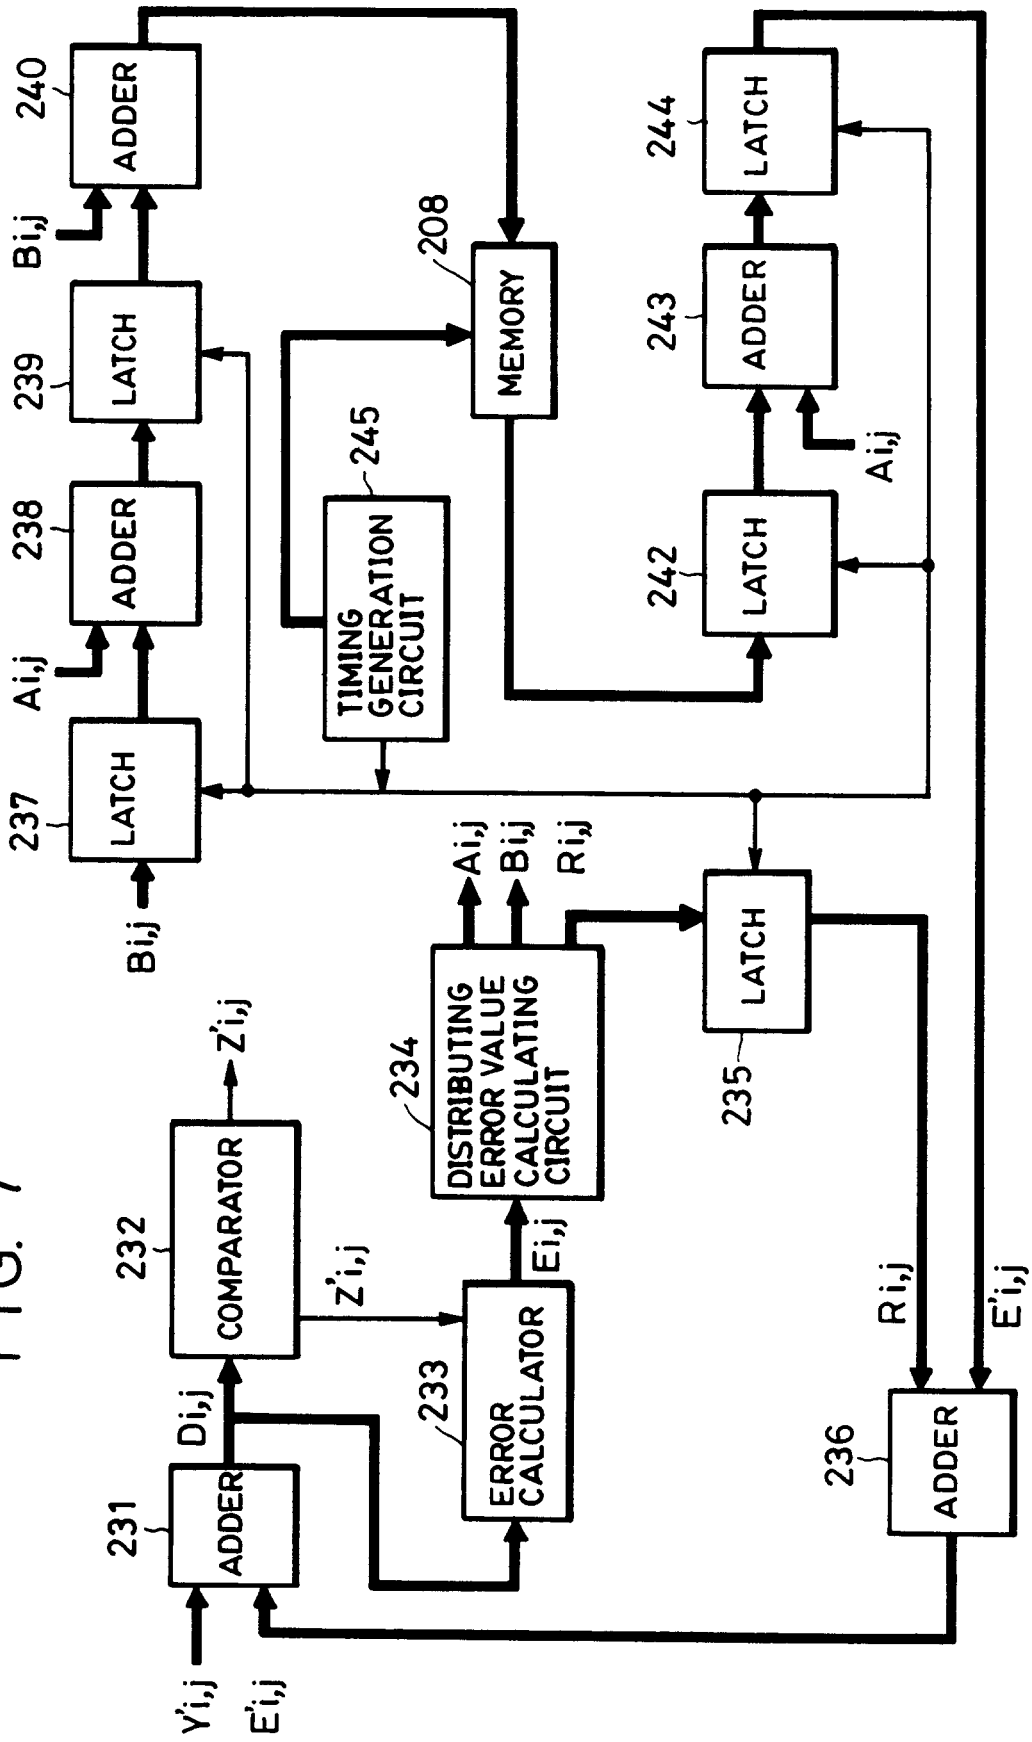 FIG. 7
Y'i,j
E'i,j
231
ADDER
Di,j
232
COMPARATOR
Z'i,j
Z'i,j
233
ERROR
CALCULATOR
Ei,j
234
DISTRIBUTING
ERROR VALUE
CALCULATING
CIRCUIT
Ai,j
Bi,j
Ri,j
235
LATCH
236
ADDER
Ri,j
E'i,j
Bi,j
237
LATCH
Ai,j
238
ADDER
239
LATCH
Bi,j
240
ADDER
245
TIMING
GENERATION
CIRCUIT
208
MEMORY
242
LATCH
Ai,j
243
ADDER
244
LATCH